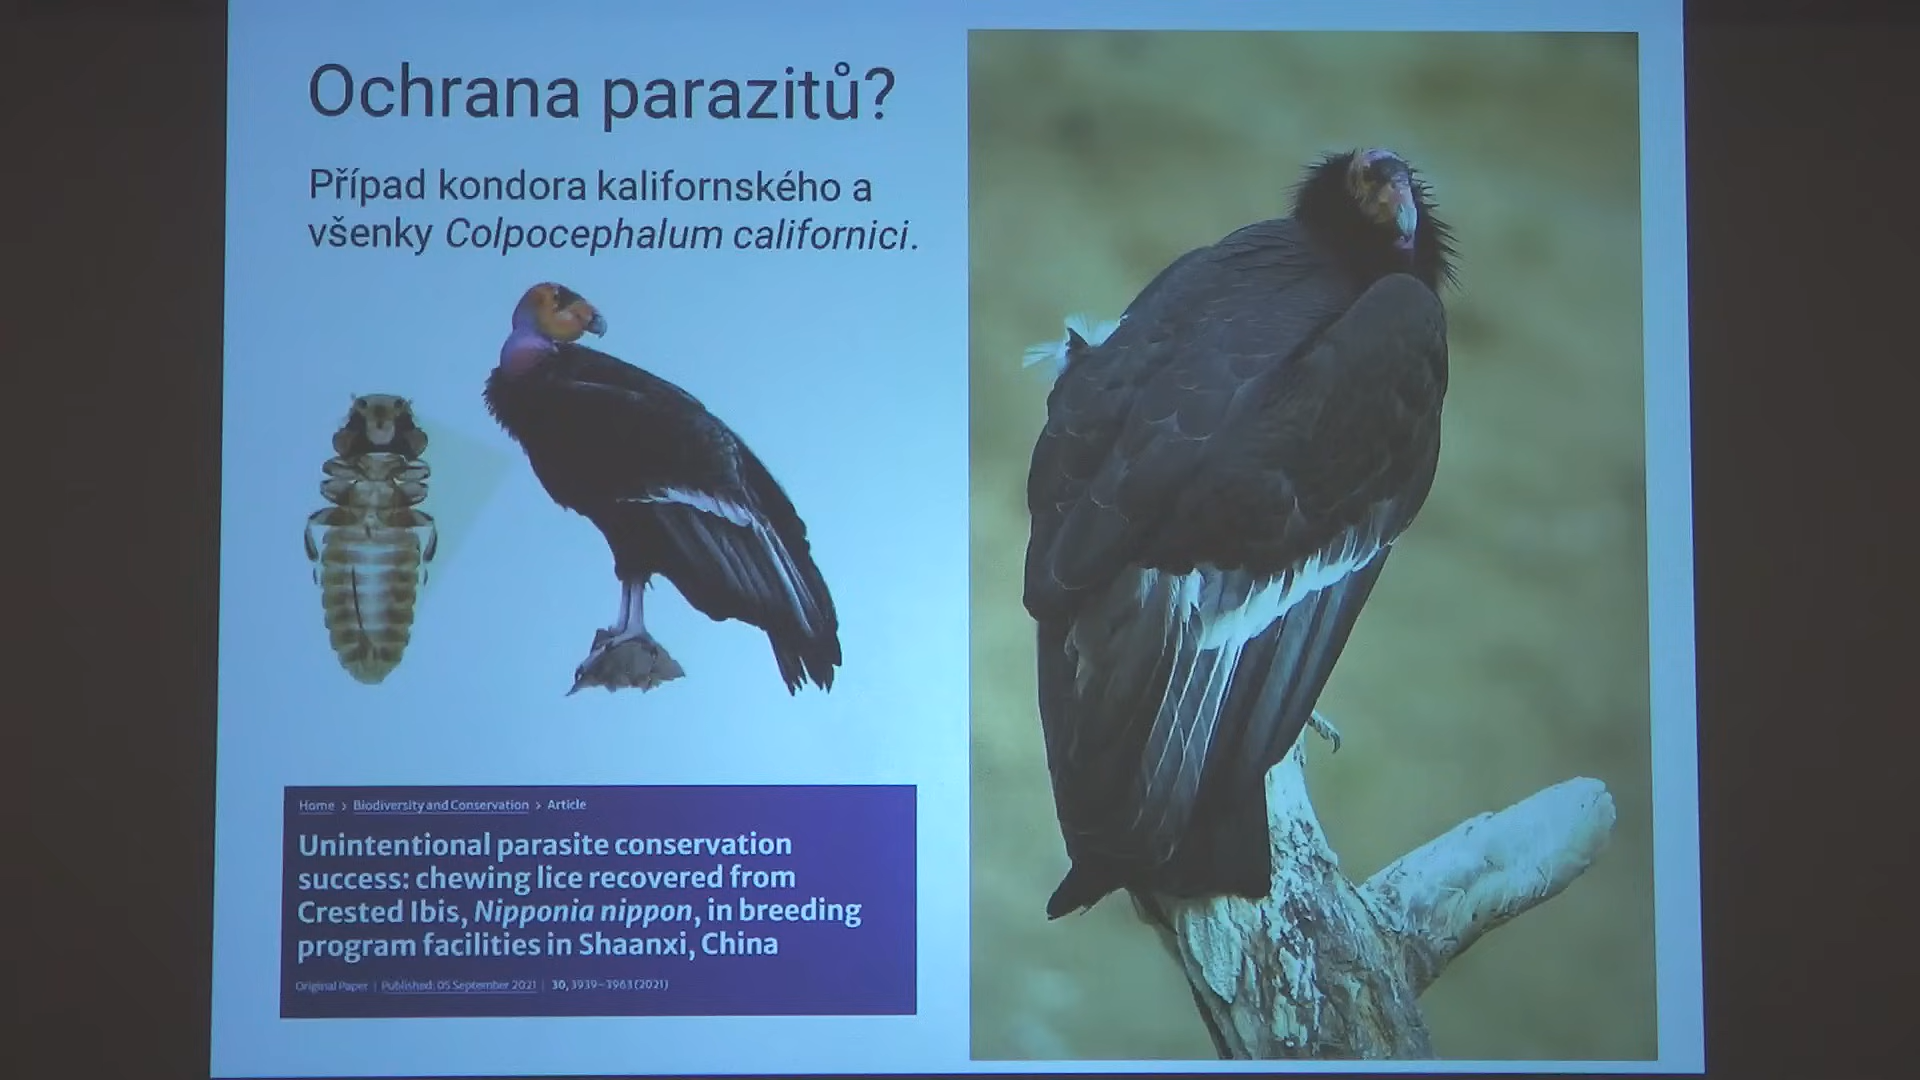 Ochrana parazitů?
Případ kondora kalifornského a
všenky Colpocephalum californici.
Home > Biodiversity and Conservation > Article
Unintentional parasite conservation
success: chewing lice recovered from
Crested Ibis, Nipponia nippon, in breeding
program facilities in Shaanxi, China
Original Paper | Published: 05 September 2021 | 30, 3939–3963 (2021)